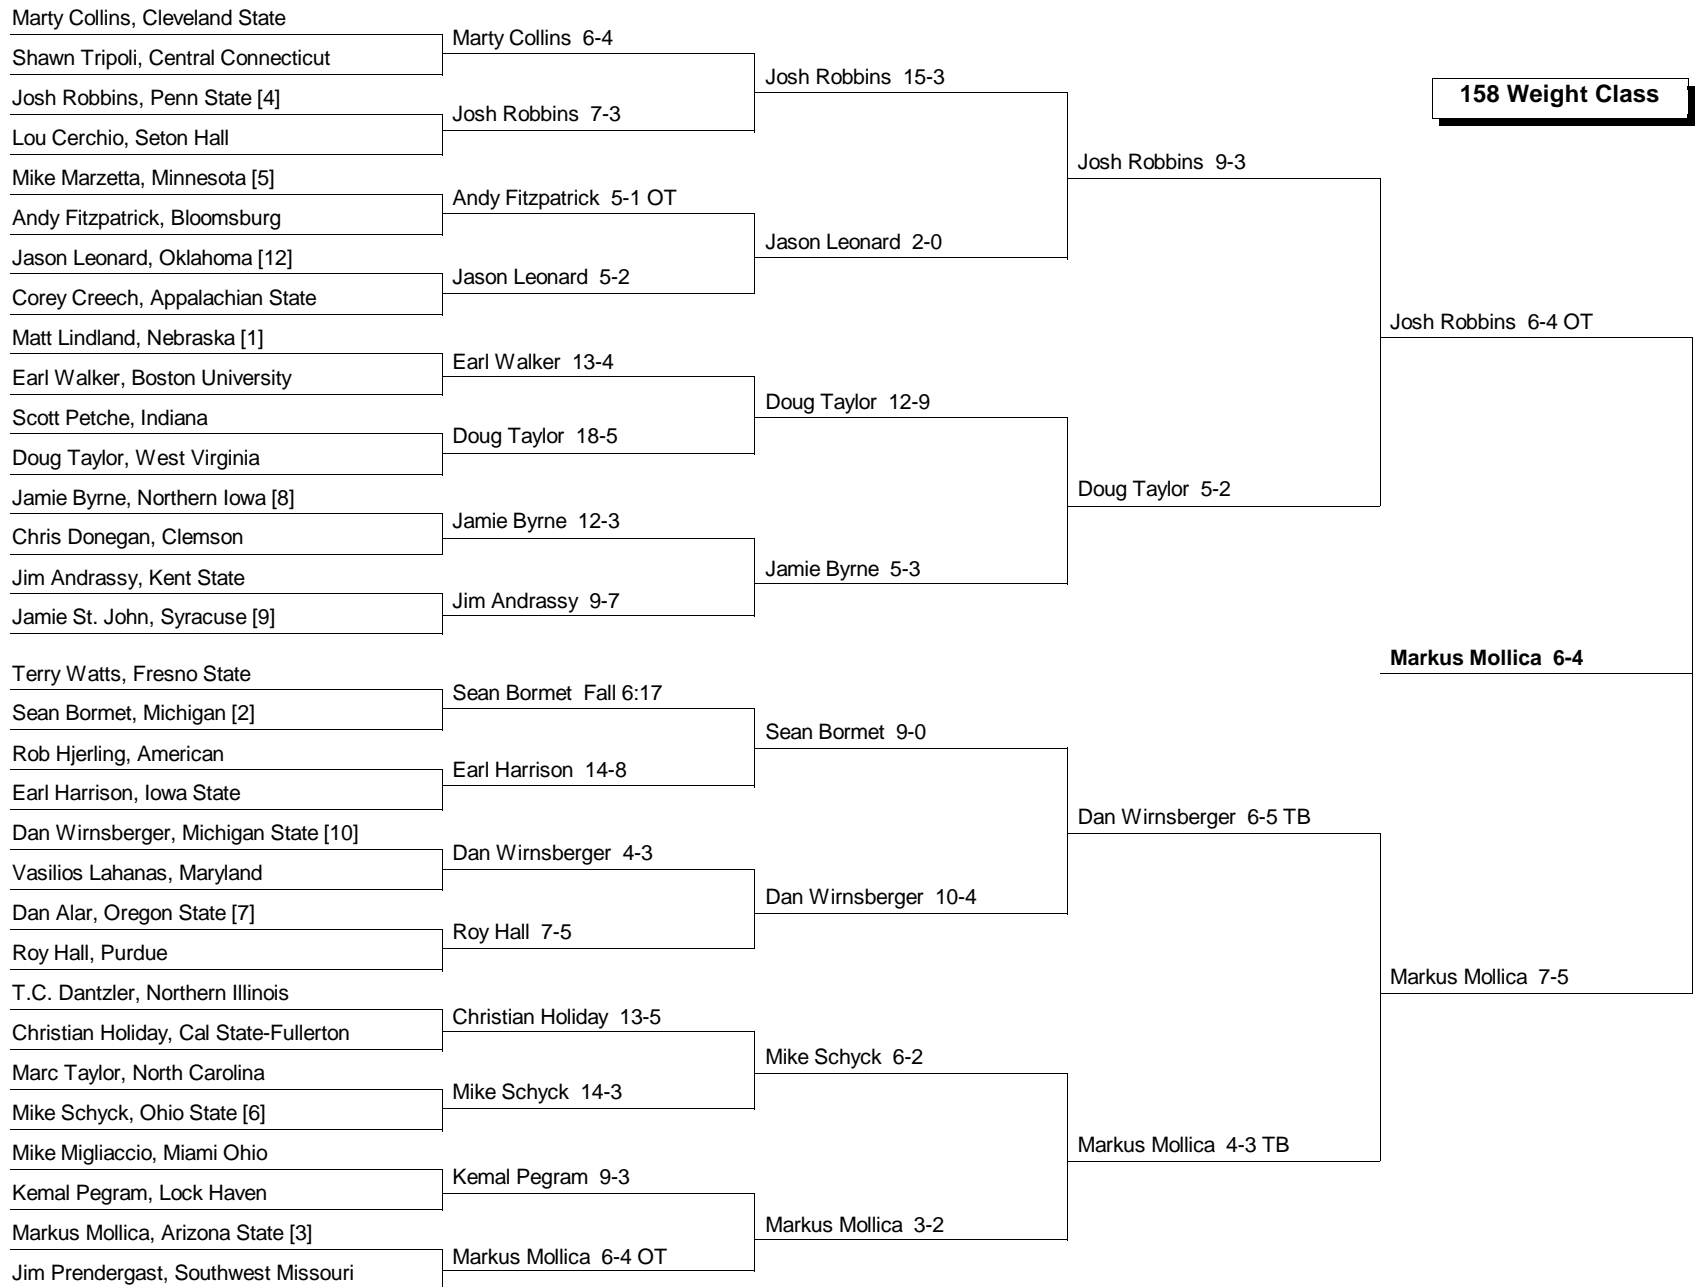 Marty Collins, Cleveland State
Shawn Tripoli, Central Connecticut
Josh Robbins, Penn State [4]
Lou Cerchio, Seton Hall
Mike Marzetta, Minnesota [5]
Andy Fitzpatrick, Bloomsburg
Jason Leonard, Oklahoma [12]
Corey Creech, Appalachian State
Matt Lindland, Nebraska [1]
Earl Walker, Boston University
Scott Petche, Indiana
Doug Taylor, West Virginia
Jamie Byrne, Northern Iowa [8]
Chris Donegan, Clemson
Jim Andrassy, Kent State
Jamie St. John, Syracuse [9]
Terry Watts, Fresno State
Sean Bormet, Michigan [2]
Rob Hjerling, American
Earl Harrison, Iowa State
Dan Wirnsberger, Michigan State [10]
Vasilios Lahanas, Maryland
Dan Alar, Oregon State [7]
Roy Hall, Purdue
T.C. Dantzler, Northern Illinois
Christian Holiday, Cal State-Fullerton
Marc Taylor, North Carolina
Mike Schyck, Ohio State [6]
Mike Migliaccio, Miami Ohio
Kemal Pegram, Lock Haven
Markus Mollica, Arizona State [3]
Jim Prendergast, Southwest Missouri
Marty Collins 6-4
Josh Robbins 7-3
Andy Fitzpatrick 5-1 OT
Jason Leonard 5-2
Earl Walker 13-4
Doug Taylor 18-5
Jamie Byrne 12-3
Jim Andrassy 9-7
Sean Bormet Fall 6:17
Earl Harrison 14-8
Dan Wirnsberger 4-3
Roy Hall 7-5
Christian Holiday 13-5
Mike Schyck 14-3
Kemal Pegram 9-3
Markus Mollica 6-4 OT
Josh Robbins 15-3
Jason Leonard 2-0
Doug Taylor 12-9
Jamie Byrne 5-3
Sean Bormet 9-0
Dan Wirnsberger 10-4
Mike Schyck 6-2
Markus Mollica 3-2
Josh Robbins 9-3
Doug Taylor 5-2
Dan Wirnsberger 6-5 TB
Markus Mollica 4-3 TB
158 Weight Class
Josh Robbins 6-4 OT
Markus Mollica 6-4
Markus Mollica 7-5